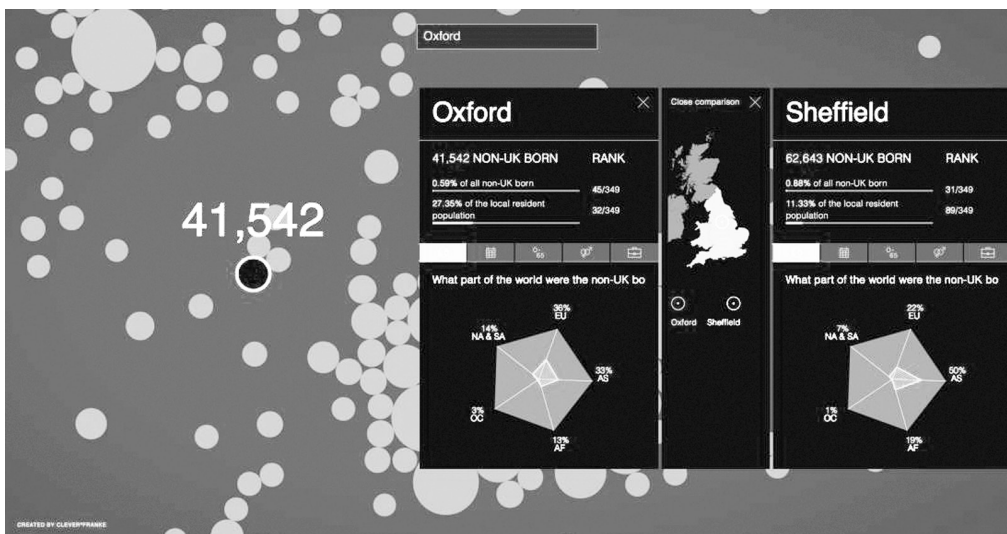 Oxford
41,542
Oxford
41,542 NON-UK BORN
RANK
0.59% of all non-UK born
45/349
27.35% of the local resident
population
32/349
65
What part of the world were the non-UK bo
36%
EU
14%
NA & SA
33%
AS
3%
OC
13%
AF
Close comparison
Oxford
Sheffield
Sheffield
62,643 NON-UK BORN
RANK
0.88% of all non-UK born
31/349
11.33% of the local resident
population
89/349
65
What part of the world were the non-UK bo
22%
EU
7%
NA & SA
50%
AS
1%
OC
19%
AF
CREATED BY CLEVER°FRANKE